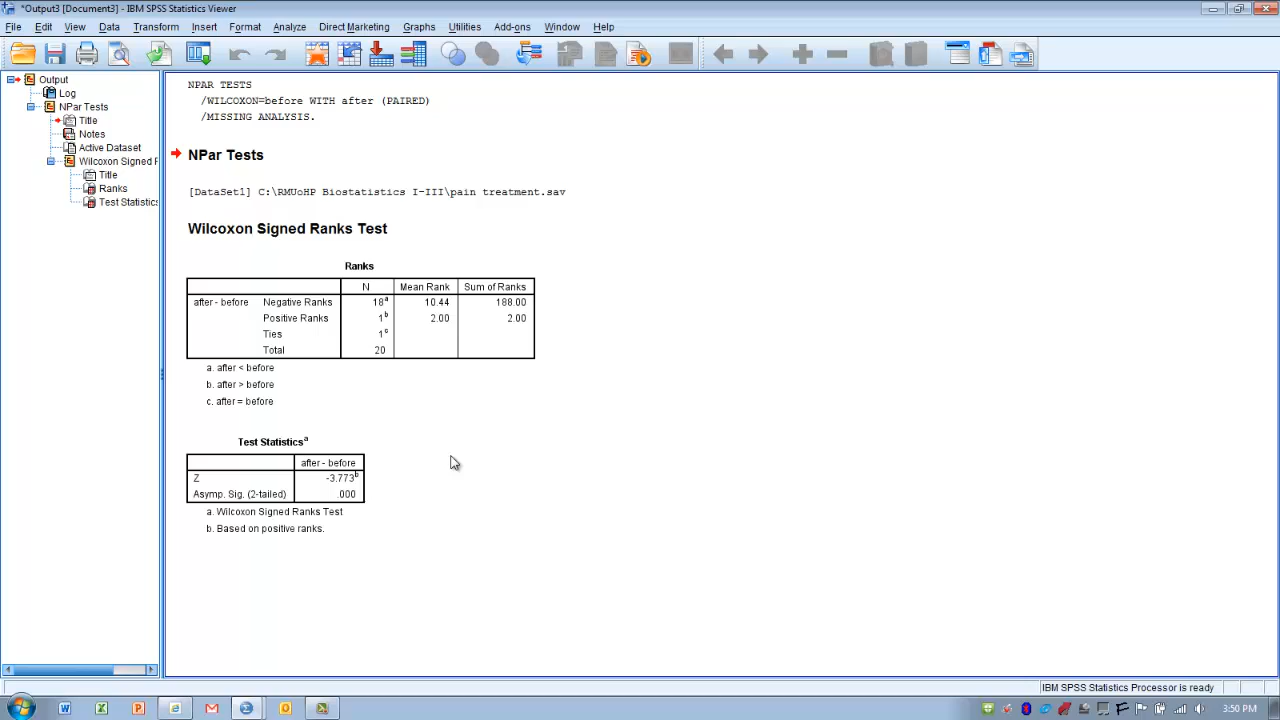 *Output3 [Document3] - IBM SPSS Statistics Viewer
File Edit View Data Transform Insert Format Analyze Direct Marketing Graphs Utilities Add-ons Window Help
Output
Log
NPar Tests
Title
Notes
Active Dataset
Wilcoxon Signed R
Title
Ranks
Test Statistics
NPAR TESTS
/WILCOXON=before WITH after (PAIRED)
/MISSING ANALYSIS.
NPar Tests
[DataSet1] C:\RMUoHP Biostatistics I-III\pain treatment.sav
Wilcoxon Signed Ranks Test
Ranks
N Mean Rank Sum of Ranks
after - before Negative Ranks 18a 10.44 188.00
Positive Ranks 1b 2.00 2.00
Ties 1c
Total 20
a. after < before
b. after > before
c. after = before
Test Statisticsa
after - before
Z -3.773b
Asymp. Sig. (2-tailed) .000
a. Wilcoxon Signed Ranks Test
b. Based on positive ranks.
IBM SPSS Statistics Processor is ready
3:50 PM